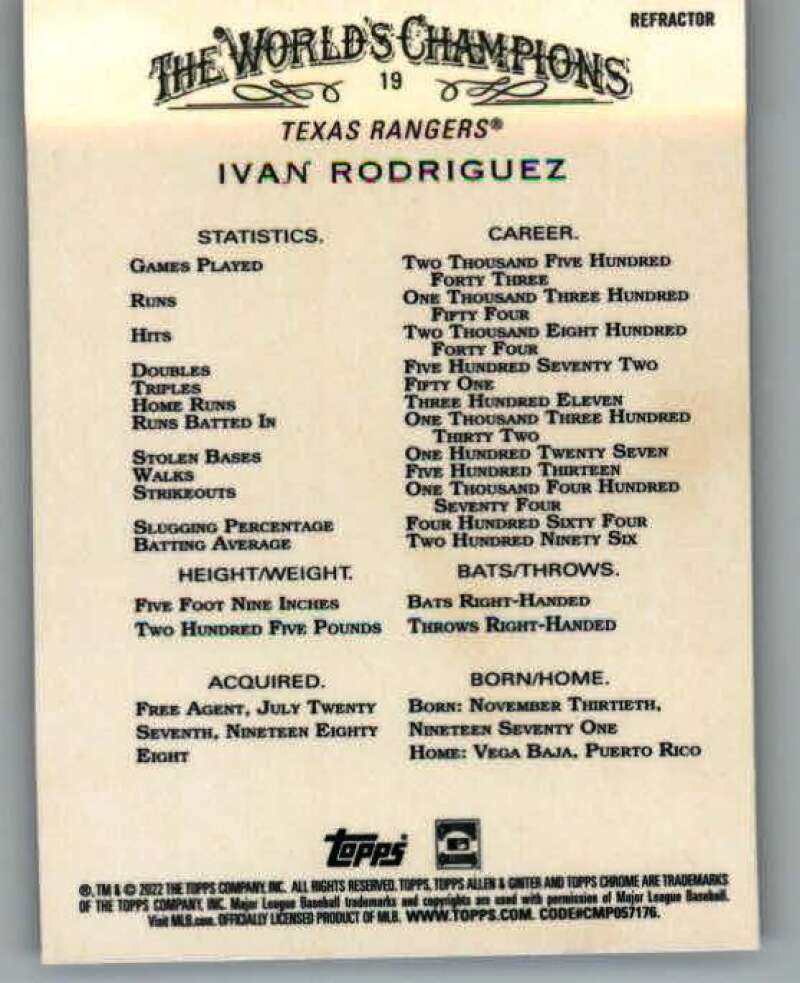 REFRACTOR
THE WORLD'S CHAMPIONS
19
TEXAS RANGERS®
IVAN RODRIGUEZ
STATISTICS. CAREER.
GAMES PLAYED TWO THOUSAND FIVE HUNDRED
FORTY THREE
RUNS ONE THOUSAND THREE HUNDRED
FIFTY FOUR
HITS TWO THOUSAND EIGHT HUNDRED
FORTY FOUR
DOUBLES FIVE HUNDRED SEVENTY TWO
TRIPLES FIFTY ONE
HOME RUNS THREE HUNDRED ELEVEN
RUNS BATTED IN ONE THOUSAND THREE HUNDRED
THIRTY TWO
STOLEN BASES ONE HUNDRED TWENTY SEVEN
WALKS FIVE HUNDRED THIRTEEN
STRIKEOUTS ONE THOUSAND FOUR HUNDRED
SEVENTY FOUR
SLUGGING PERCENTAGE FOUR HUNDRED SIXTY FOUR
BATTING AVERAGE TWO HUNDRED NINETY SIX
HEIGHT/WEIGHT. BATS/THROWS.
FIVE FOOT NINE INCHES BATS RIGHT-HANDED
TWO HUNDRED FIVE POUNDS THROWS RIGHT-HANDED
ACQUIRED. BORN/HOME.
FREE AGENT, JULY TWENTY BORN: NOVEMBER THIRTIETH,
SEVENTH, NINETEEN EIGHTY NINETEEN SEVENTY ONE
EIGHT HOME: VEGA BAJA, PUERTO RICO
Topps
®, TM & © 2022 THE TOPPS COMPANY, INC. ALL RIGHTS RESERVED. TOPPS, TOPPS ALLEN & GINTER AND TOPPS CHROME ARE TRADEMARKS
OF THE TOPPS COMPANY, INC. Major League Baseball trademarks and copyrights are used with permission of Major League Baseball.
Visit MLB.com. OFFICIALLY LICENSED PRODUCT OF MLB. WWW.TOPPS.COM. CODE#CMP057176.